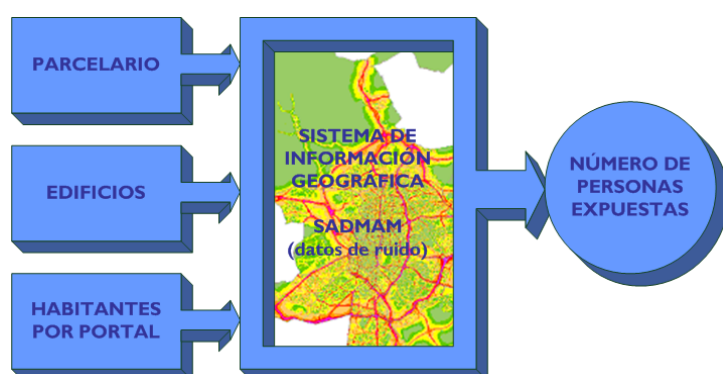 PARCELARIO
EDIFICIOS
HABITANTES
POR PORTAL
SISTEMA DE
INFORMACIÓN
GEOGRÁFICA
SADMAM
(datos de ruido)
NÚMERO DE
PERSONAS
EXPUESTAS